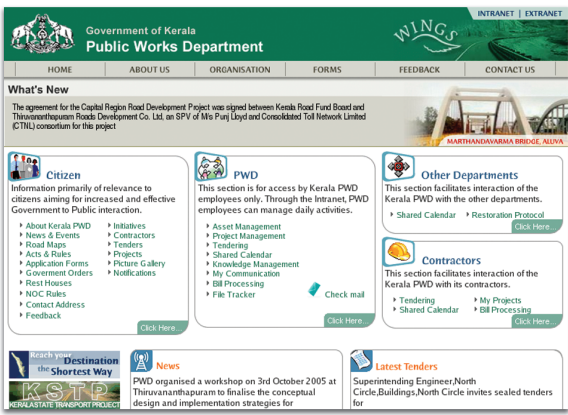 INTRANET | EXTRANET
Government of Kerala
Public Works Department
WINGS
HOME
ABOUT US
ORGANISATION
FORMS
FEEDBACK
CONTACT US
What's New
The agreement for the Capital Region Road Development Project was signed between Kerala Road Fund Board and
Thiruvananthapuram Roads Development Co. Ltd, an SPV of M/s Punj Lloyd and Consolidated Toll Network Limited
(CTNL) consortium for this project
MARTHANDAVARMA BRIDGE, ALUVA
Citizen
Information primarily of relevance to
citizens aiming for increased and effective
Government to Public interaction.
About Kerala PWD
News & Events
Road Maps
Acts & Rules
Application Forms
Goverment Orders
Rest Houses
NOC Rules
Contact Address
Feedback
Initiatives
Contractors
Tenders
Projects
Picture Gallery
Notifications
Click Here...
PWD
This section is for access by Kerala PWD
employees only. Through the Intranet, PWD
employees can manage daily activities.
Asset Management
Project Management
Tendering
Shared Calendar
Knowledge Management
My Communication
Bill Processing
File Tracker
Check mail
Click Here...
Other Departments
This section facilitates interaction of the
Kerala PWD with the other departments.
Shared Calendar
Restoration Protocol
Click Here...
Contractors
This section facilitates interaction of the
Kerala PWD with its contractors.
Tendering
Shared Calendar
My Projects
Bill Processing
Click Here...
Reach your
Destination
the Shortest Way
KSTP
KERALA STATE TRANSPORT PROJECT
News
PWD organised a workshop on 3rd October 2005 at
Thiruvananthapuram to finalise the conceptual
design and implementation strategies for
Latest Tenders
Superintending Engineer,North
Circle,Buildings,North Circle invites sealed tenders
for